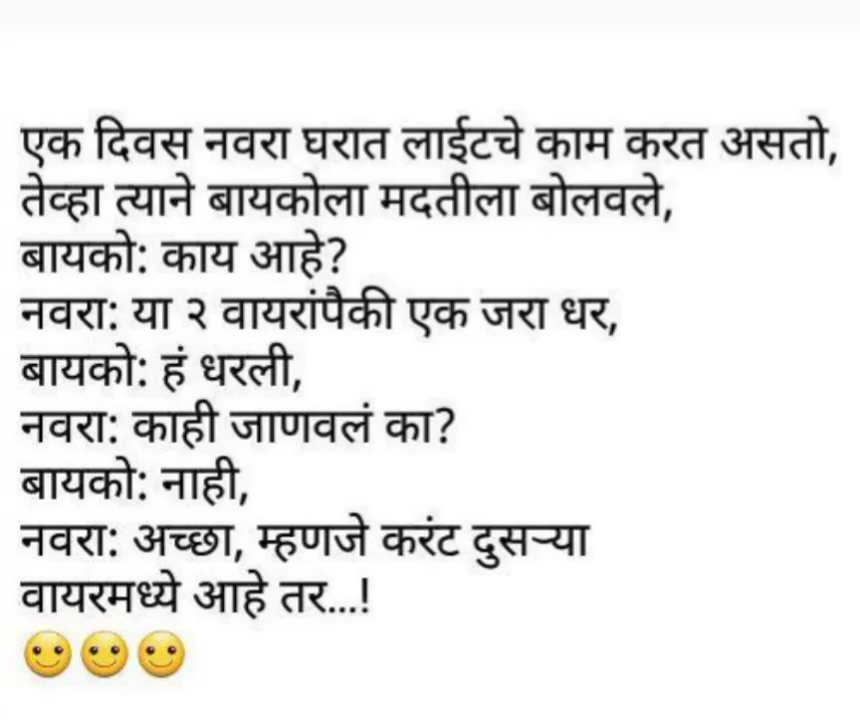 एक दिवस नवरा घरात लाईटचे काम करत असतो,
तेव्हा त्याने बायकोला मदतीला बोलवले,
बायको: काय आहे?
नवरा: या २ वायरांपैकी एक जरा धर,
बायको: हं धरली,
नवरा: काही जाणवलं का?
बायको: नाही,
नवरा: अच्छा, म्हणजे करंट दुसऱ्या
वायरमध्ये आहे तर...!
🙂🙂🙂